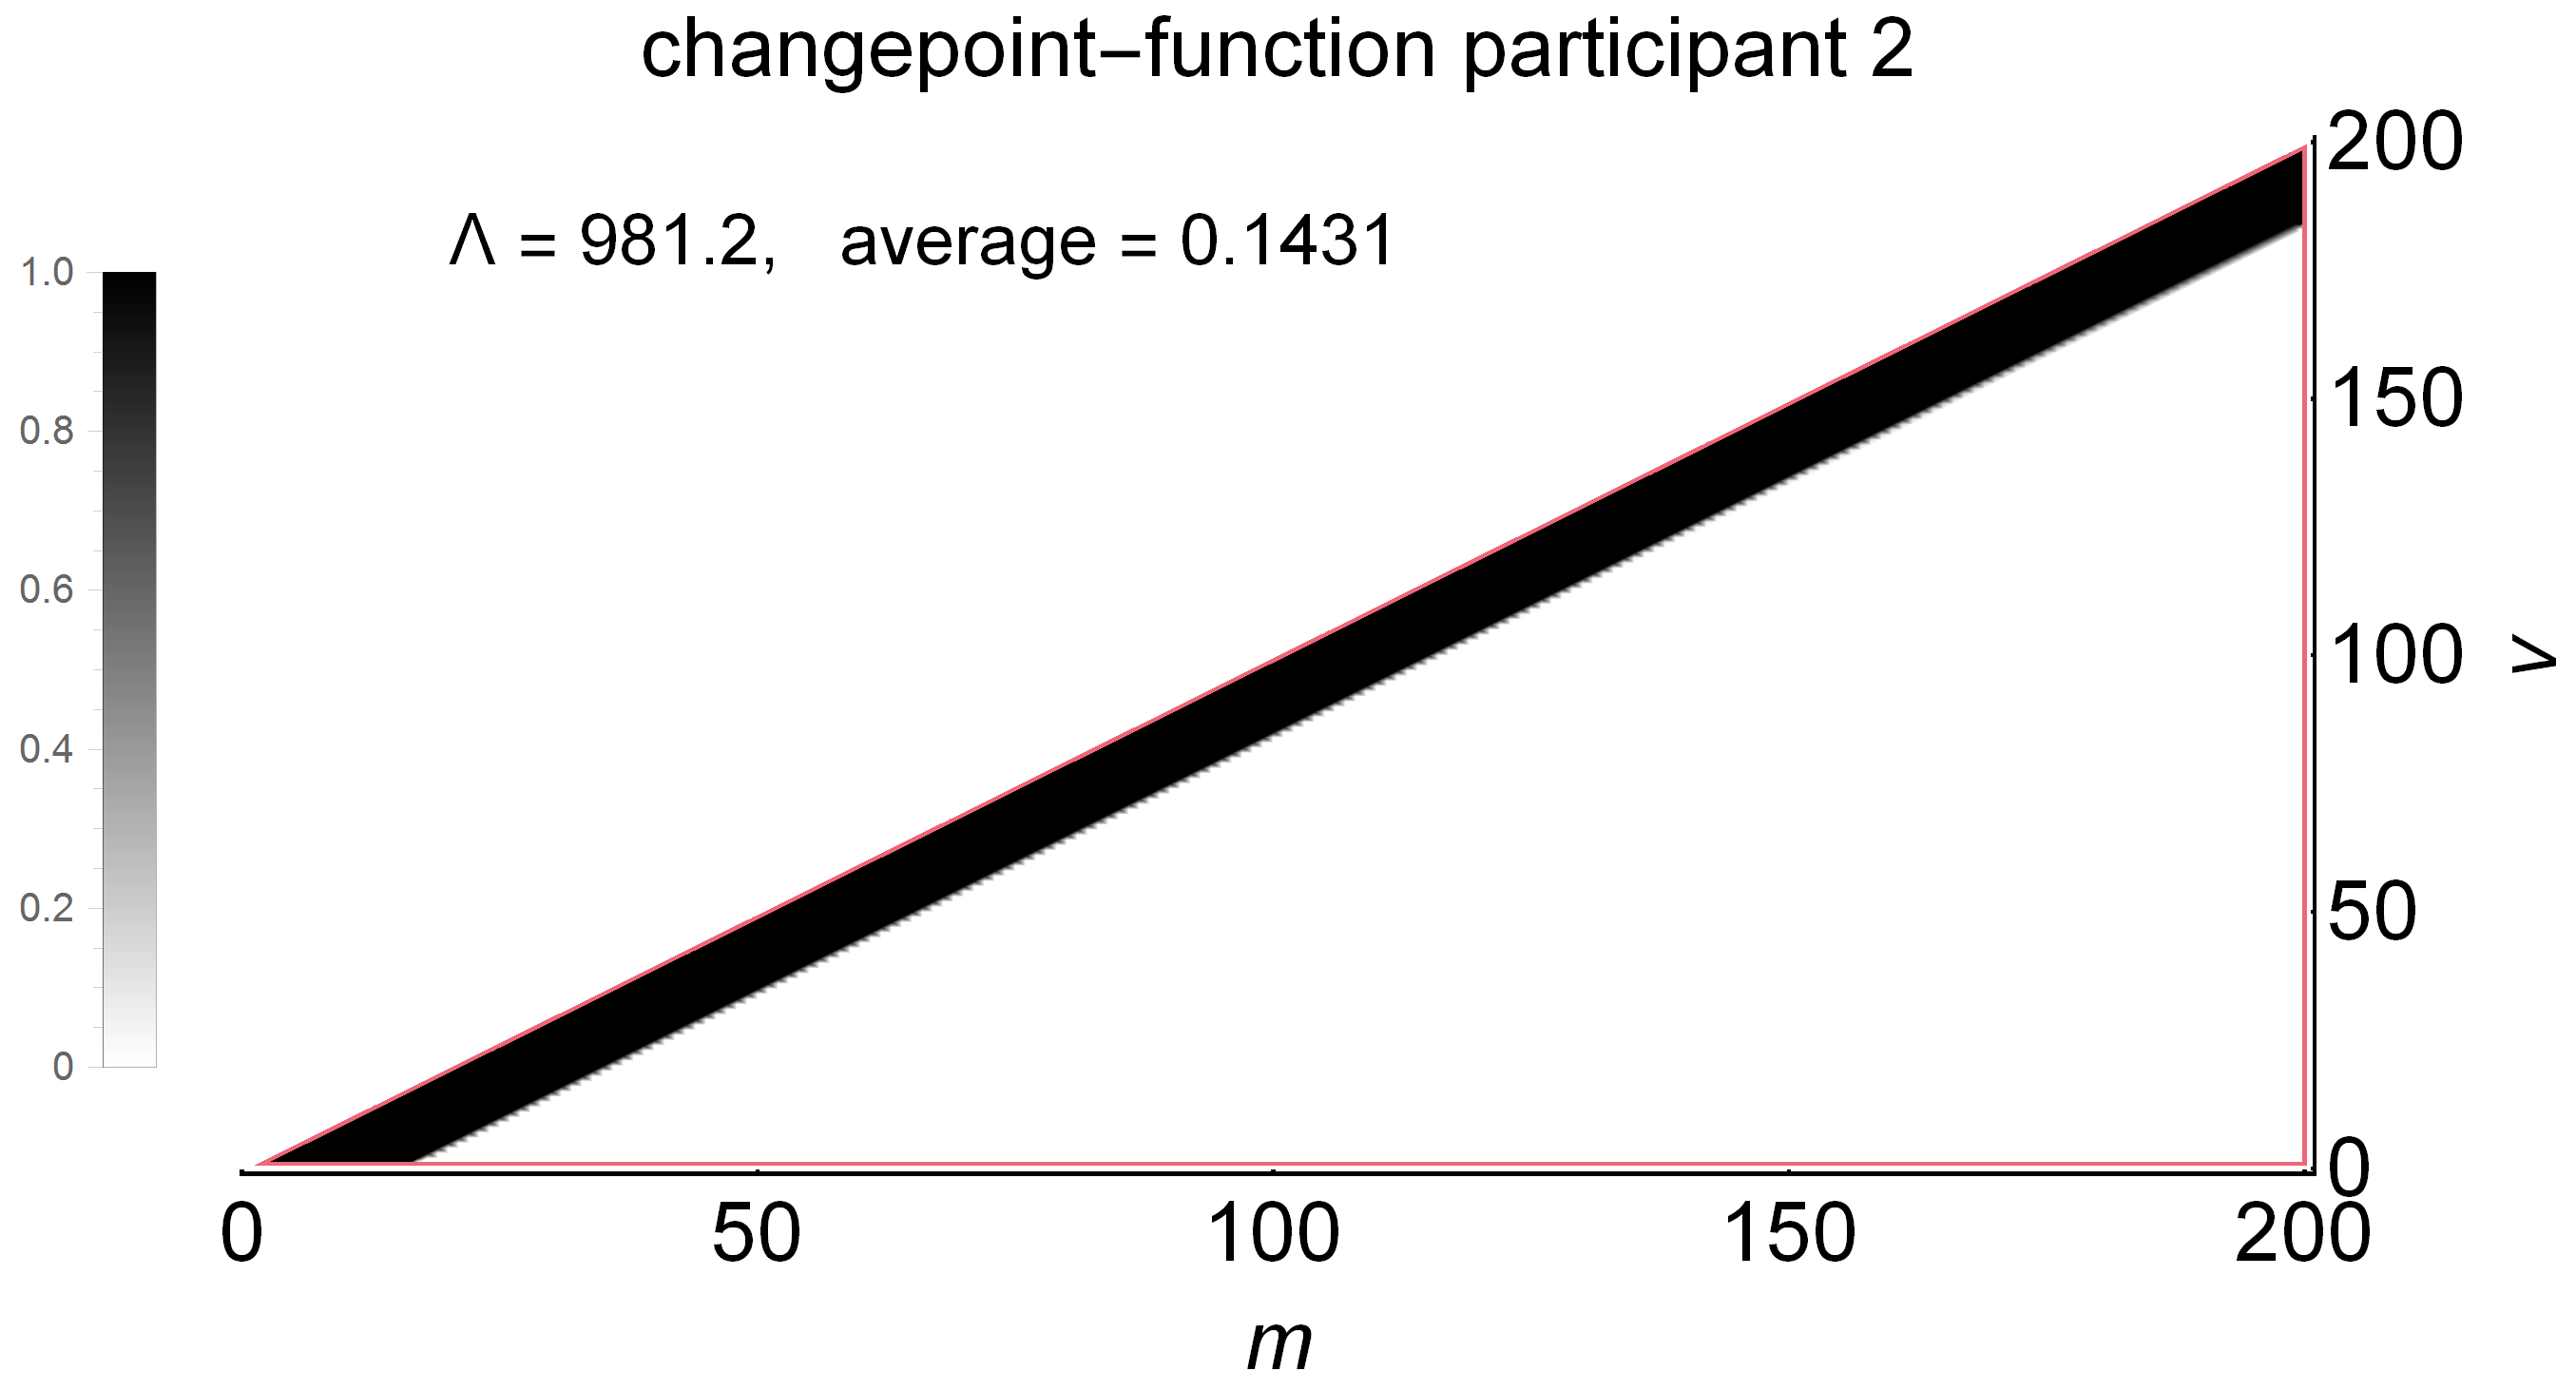 changepoint–function participant 2
Λ = 981.2, average = 0.1431
1.0
0.8
0.6
0.4
0.2
0
200
150
100
50
0
v
0 50 100 150 200
m